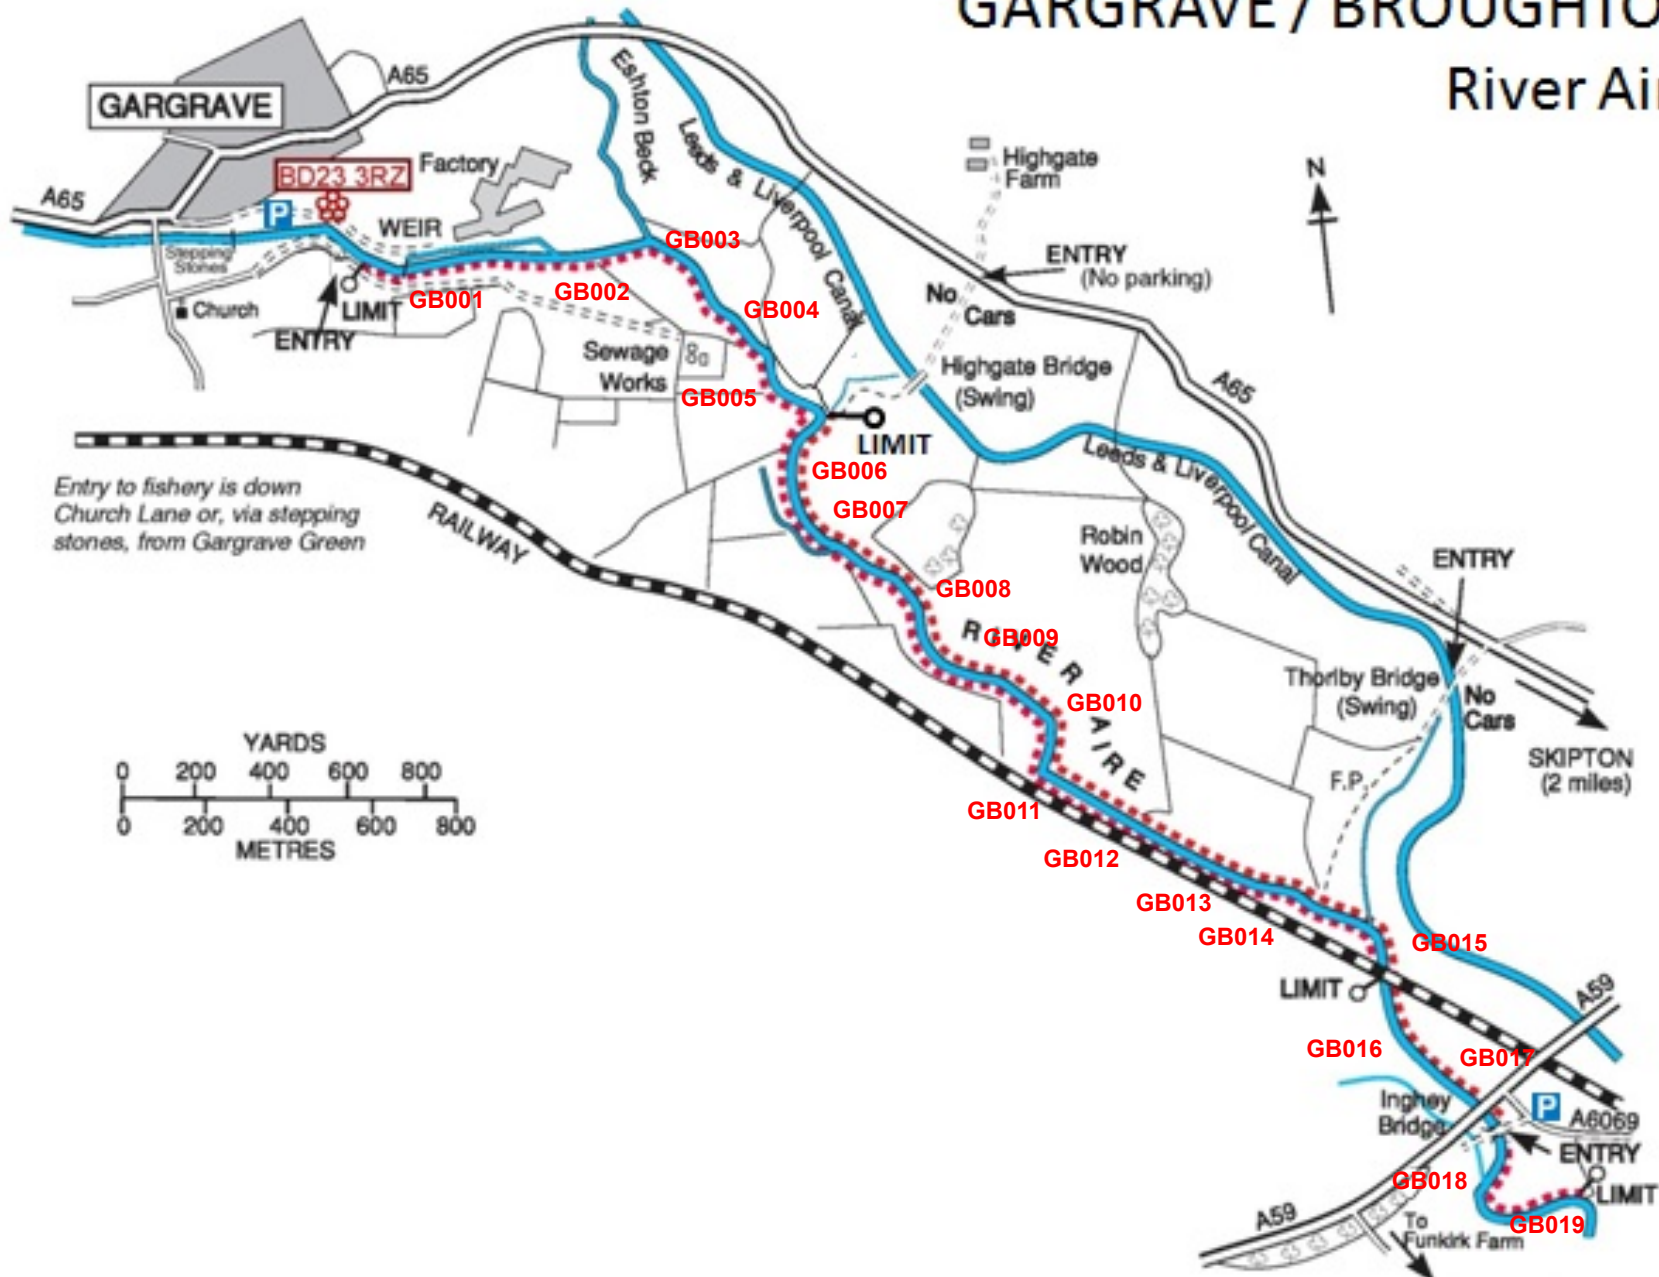 GARGRAVE / BROUGHTO
River Air
A65
GARGRAVE
BD23 3RZ
Factory
Eshton Beck
Leeds & Liverpool Canal
Highgate
Farm
N
A65
P
WEIR
Stepping
Stones
GB003
ENTRY
(No parking)
Church
LIMIT
GB001
GB002
GB004
No
Cars
ENTRY
Sewage
Works
GB005
Highgate Bridge
(Swing)
A65
LIMIT
Leeds & Liverpool Canal
GB006
Entry to fishery is down
Church Lane or, via stepping
stones, from Gargrave Green
RAILWAY
GB007
Robin
Wood
ENTRY
GB008
RIVER AIRE
GB009
GB010
Thorlby Bridge
(Swing)
No
Cars
SKIPTON
(2 miles)
F.P.
YARDS
0 200 400 600 800
0 200 400 600 800
METRES
GB011
GB012
GB013
GB014
GB015
LIMIT
A59
GB016
GB017
Inghey
Bridge
P
A6069
ENTRY
GB018
LIMIT
GB019
A59
To
Funkirk Farm